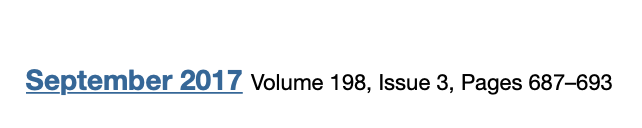 September 2017 Volume 198, Issue 3, Pages 687–693